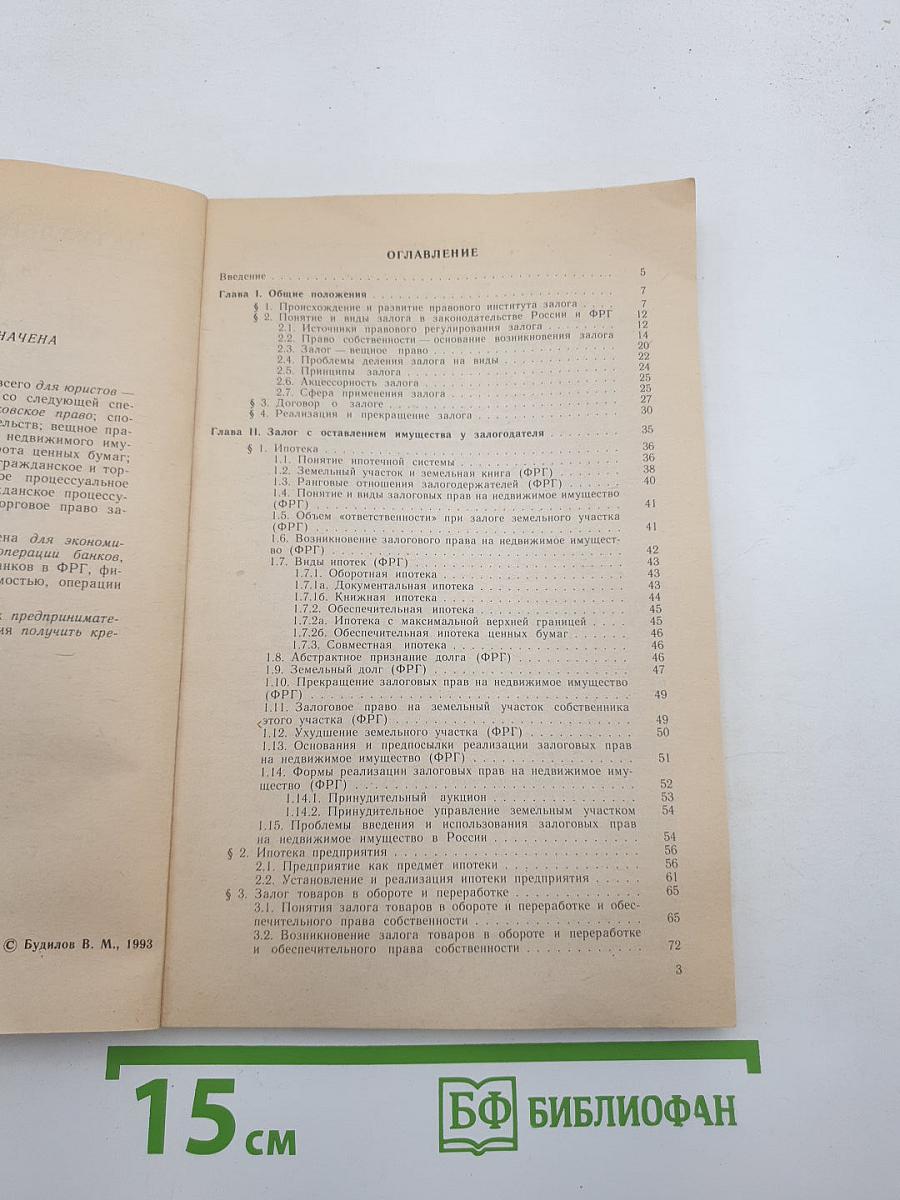 НАЧЕНА
всего для юристов —
со следующей спе-
овское право; спо-
ельств; вещное пра-
недвижимого иму-
рота ценных бумаг;
гражданское и тор-
ое процессуальное
жданское процессу-
орговое право за-
ена для экономи-
операции банков,
анков в ФРГ, фи-
мостью, операции
к предпринимате-
ия получить кре-
© Будилов В. М., 1993
ОГЛАВЛЕНИЕ
Введение . . . 5
Глава I. Общие положения . . . 7
§ 1. Происхождение и развитие правового института залога . . . 7
§ 2. Понятие и виды залога в законодательстве России и ФРГ 12
2.1. Источники правового регулирования залога . . . 12
2.2. Право собственности — основание возникновения залога 14
2.3. Залог — вещное право . . . 20
2.4. Проблемы деления залога на виды . . . 22
2.5. Принципы залога . . . 24
2.6. Акцессорность залога . . . 25
2.7. Сфера применения залога . . . 25
§ 3. Договор о залоге . . . 27
§ 4. Реализация и прекращение залога . . . 30
Глава II. Залог с оставлением имущества у залогодателя . . . 35
§ 1. Ипотека . . . 36
1.1. Понятие ипотечной системы . . . 36
1.2. Земельный участок и земельная книга (ФРГ) . . . 38
1.3. Ранговые отношения залогодержателей (ФРГ) . . . 40
1.4. Понятие и виды залоговых прав на недвижимое имущество
(ФРГ) . . . 41
1.5. Объем «ответственности» при залоге земельного участка
(ФРГ) . . . 41
1.6. Возникновение залогового права на недвижимое имущест-
во (ФРГ) . . . 42
1.7. Виды ипотек (ФРГ) . . . 43
1.7.1. Оборотная ипотека . . . 43
1.7.1а. Документальная ипотека . . . 43
1.7.1б. Книжная ипотека . . . 44
1.7.2. Обеспечительная ипотека . . . 45
1.7.2а. Ипотека с максимальной верхней границей . . . 45
1.7.2б. Обеспечительная ипотека ценных бумаг . . . 46
1.7.3. Совместная ипотека . . . 46
1.8. Абстрактное признание долга (ФРГ) . . . 46
1.9. Земельный долг (ФРГ) . . . 47
1.10. Прекращение залоговых прав на недвижимое имущество
(ФРГ) . . . 49
1.11. Залоговое право на земельный участок собственника
этого участка (ФРГ) . . . 49
1.12. Ухудшение земельного участка (ФРГ) . . . 50
1.13. Основания и предпосылки реализации залоговых прав
на недвижимое имущество (ФРГ) . . . 51
1.14. Формы реализации залоговых прав на недвижимое иму-
щество (ФРГ) . . . 52
1.14.1. Принудительный аукцион . . . 53
1.14.2. Принудительное управление земельным участком 54
1.15. Проблемы введения и использования залоговых прав
на недвижимое имущество в России . . . 54
§ 2. Ипотека предприятия . . . 56
2.1. Предприятие как предмет ипотеки . . . 56
2.2. Установление и реализация ипотеки предприятия . . . 61
§ 3. Залог товаров в обороте и переработке . . . 65
3.1. Понятия залога товаров в обороте и переработке и обес-
печительного права собственности . . . 65
3.2. Возникновение залога товаров в обороте и переработке
и обеспечительного права собственности . . . 72
3
15 см
БФ БИБЛИОФАН